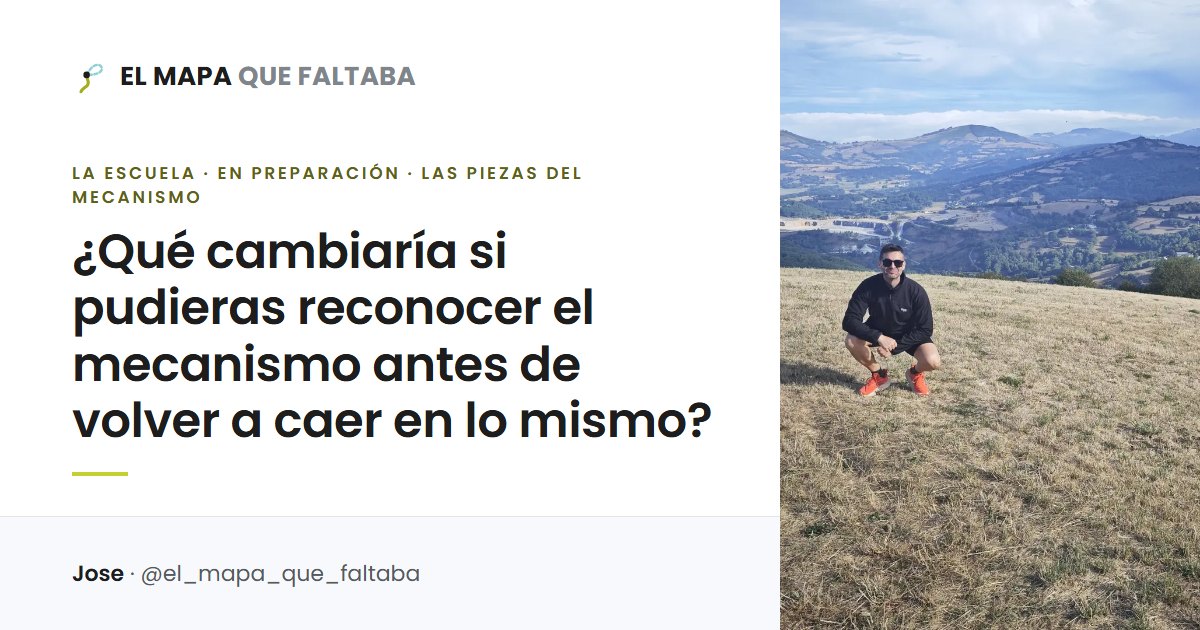 EL MAPA QUE FALTABA
LA ESCUELA · EN PREPARACIÓN · LAS PIEZAS DEL
MECANISMO
¿Qué cambiaría si
pudieras reconocer el
mecanismo antes de
volver a caer en lo mismo?
Jose · @el_mapa_que_faltaba